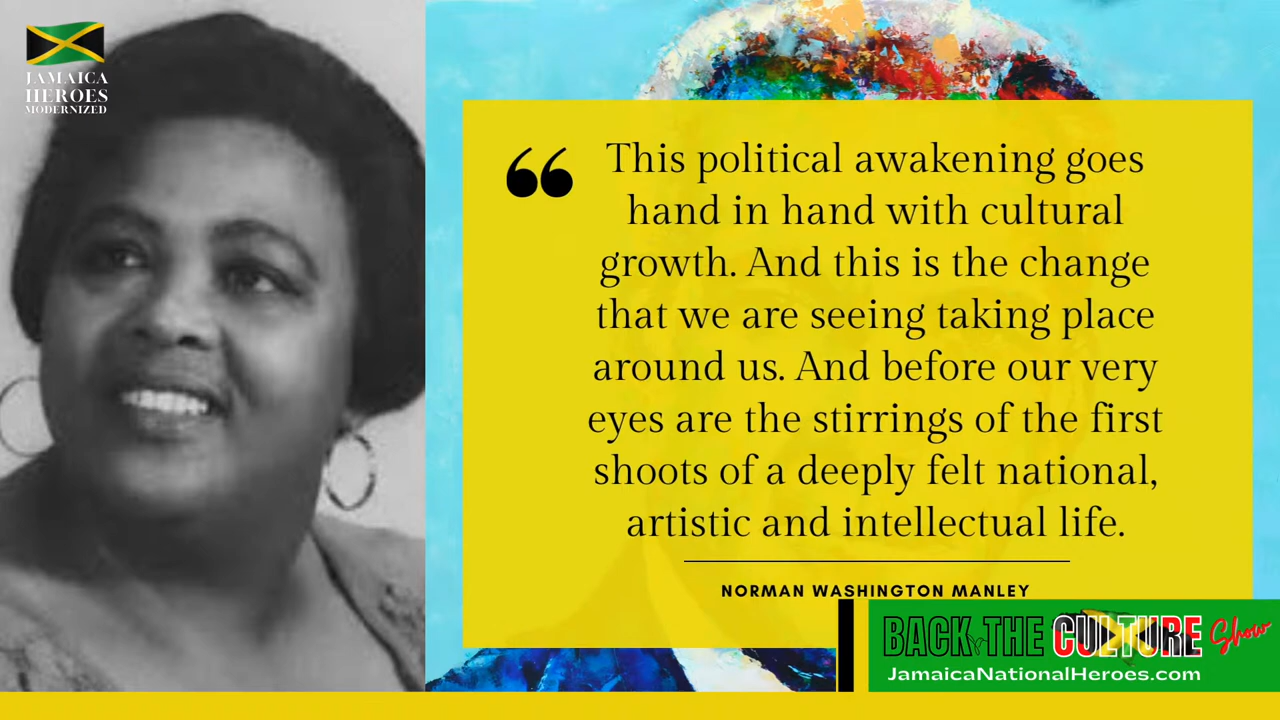 JAMAICA
HEROES
MODERNIZED
“
This political awakening goes
hand in hand with cultural
growth. And this is the change
that we are seeing taking place
around us. And before our very
eyes are the stirrings of the first
shoots of a deeply felt national,
artistic and intellectual life.
NORMAN WASHINGTON MANLEY
BACK THE CULTURE Show
JamaicaNationalHeroes.com